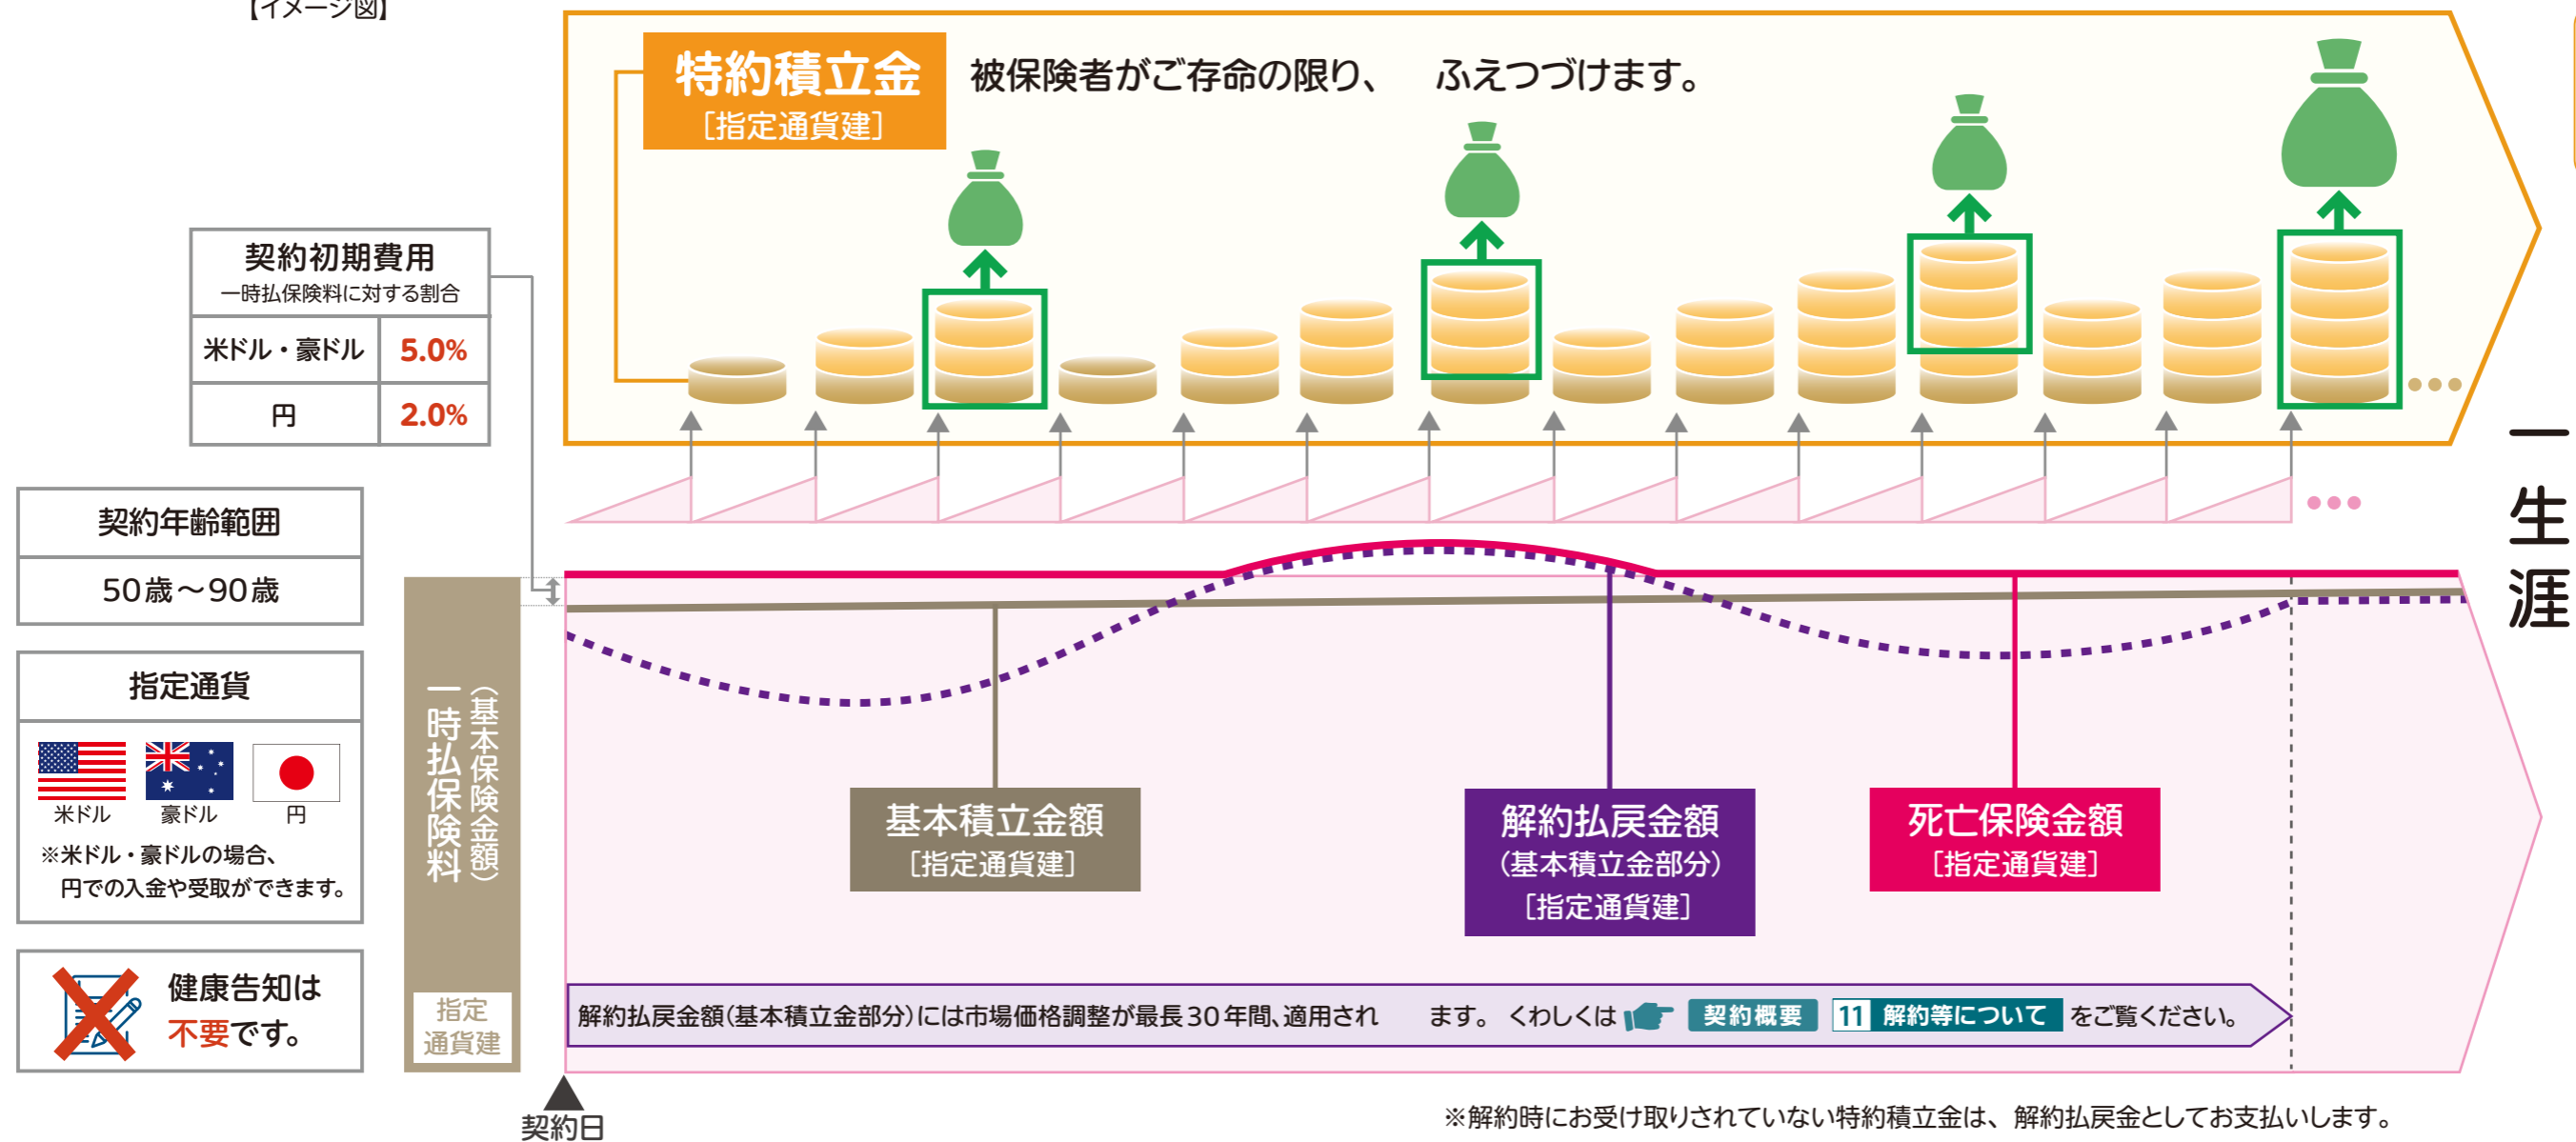 【イメージ図】
特約積立金
［指定通貨建］
被保険者がご存命の限り、 ふえつづけます。
契約初期費用
一時払保険料に対する割合
米ドル・豪ドル 5.0%
円 2.0%
契約年齢範囲
50歳～90歳
指定通貨
米ドル 豪ドル 円
※米ドル・豪ドルの場合、
円での入金や受取ができます。
健康告知は
不要です。
一時払保険料
（基本保険金額）
指定
通貨建
基本積立金額
［指定通貨建］
解約払戻金額
（基本積立金部分）
［指定通貨建］
死亡保険金額
［指定通貨建］
一生涯
解約払戻金額（基本積立金部分）には市場価格調整が最長30年間、適用され ます。 くわしくは 契約概要 11 解約等について をご覧ください。
契約日
※解約時にお受け取りされていない特約積立金は、解約払戻金としてお支払いします。